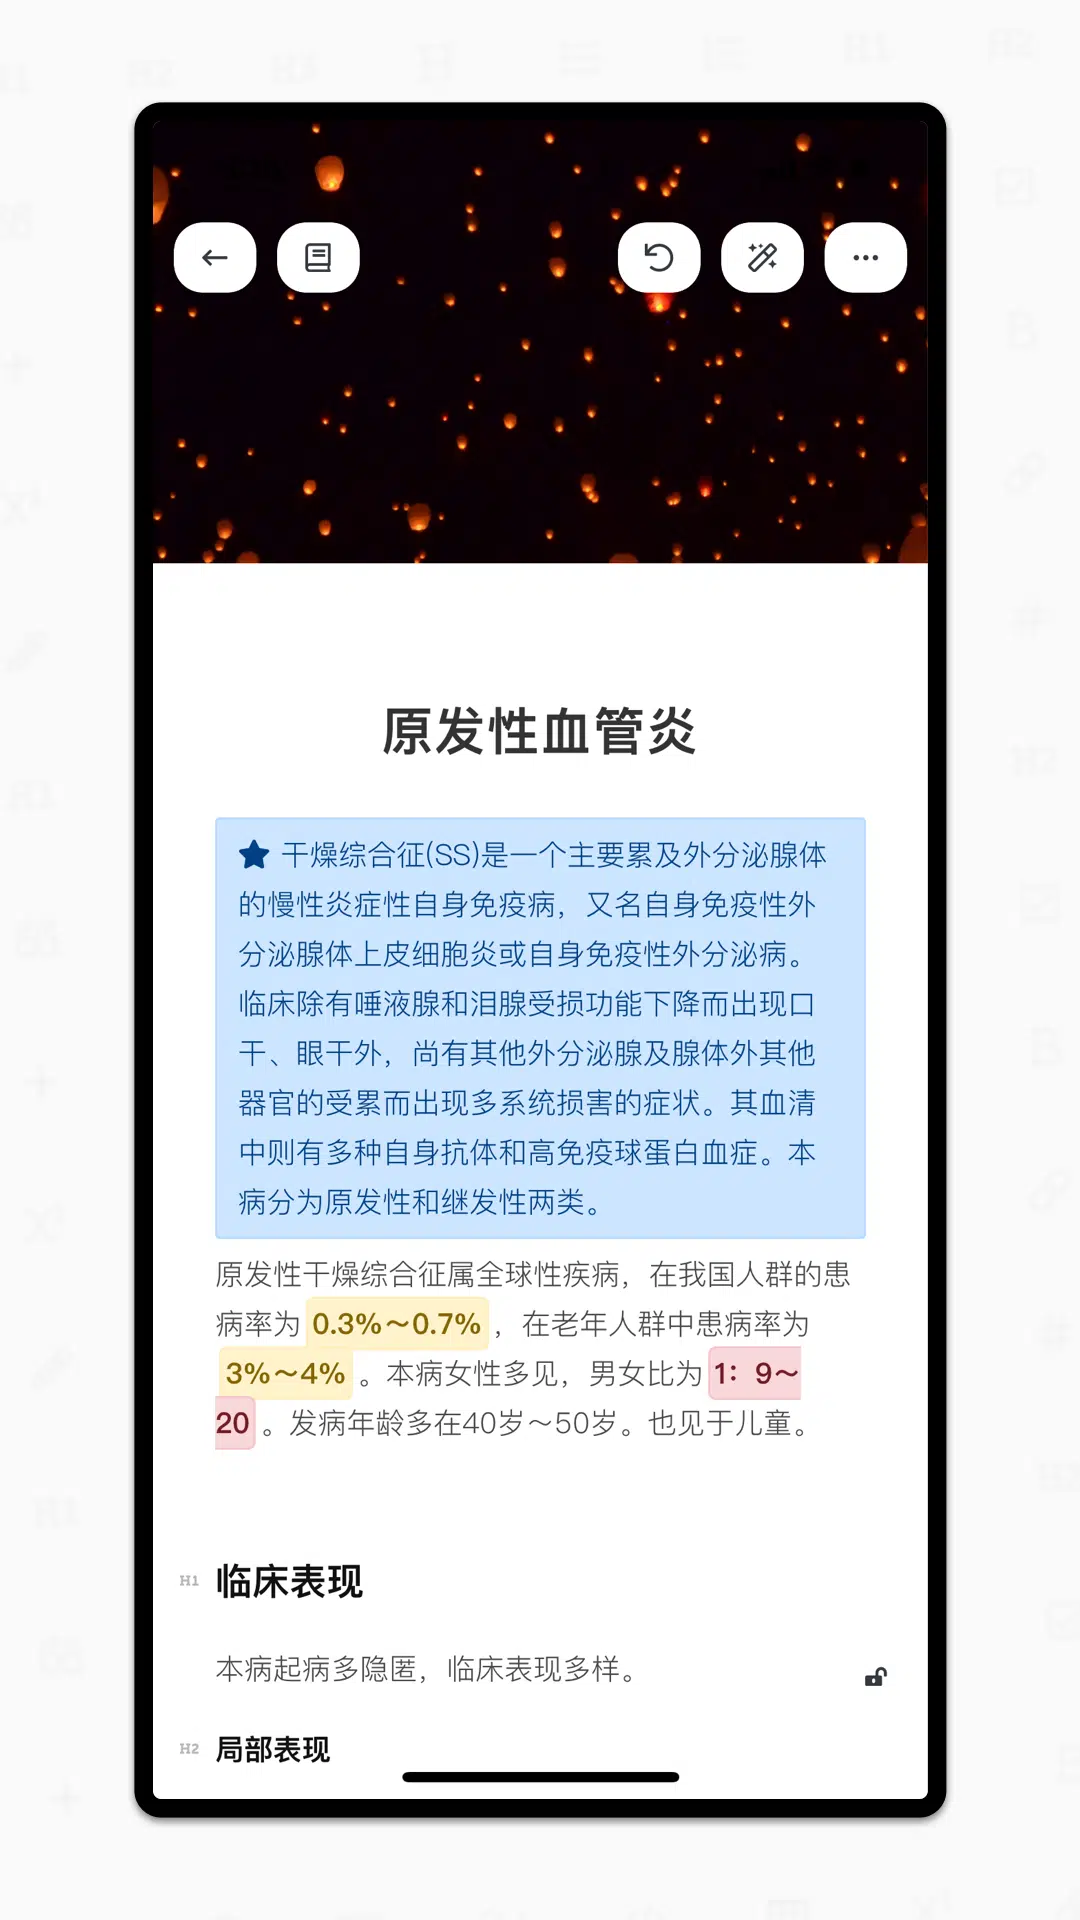 原发性血管炎
干燥综合征(SS)是一个主要累及外分泌腺体
的慢性炎症性自身免疫病，又名自身免疫性外
分泌腺体上皮细胞炎或自身免疫性外分泌病。
临床除有唾液腺和泪腺受损功能下降而出现口
干、眼干外，尚有其他外分泌腺及腺体外其他
器官的受累而出现多系统损害的症状。其血清
中则有多种自身抗体和高免疫球蛋白血症。本
病分为原发性和继发性两类。
原发性干燥综合征属全球性疾病，在我国人群的患
病率为 0.3%～0.7% ，在老年人群中患病率为
3%～4% 。本病女性多见，男女比为 1：9～
20 。发病年龄多在40岁～50岁。也见于儿童。
H1 临床表现
本病起病多隐匿，临床表现多样。
H2 局部表现